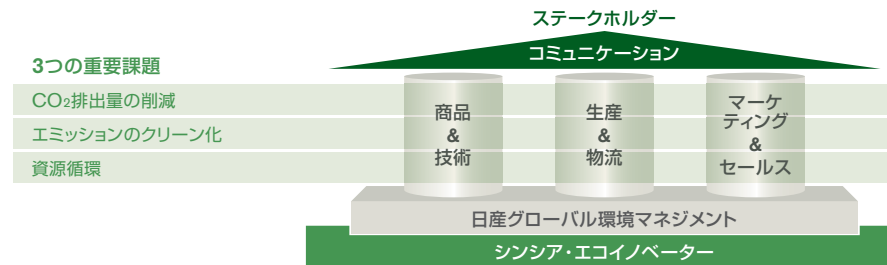 ステークホルダー
コミュニケーション
3つの重要課題
CO₂排出量の削減
エミッションのクリーン化
資源循環
商品
&
技術
生産
&
物流
マーケ
ティング
&
セールス
日産グローバル環境マネジメント
シンシア・エコイノベーター